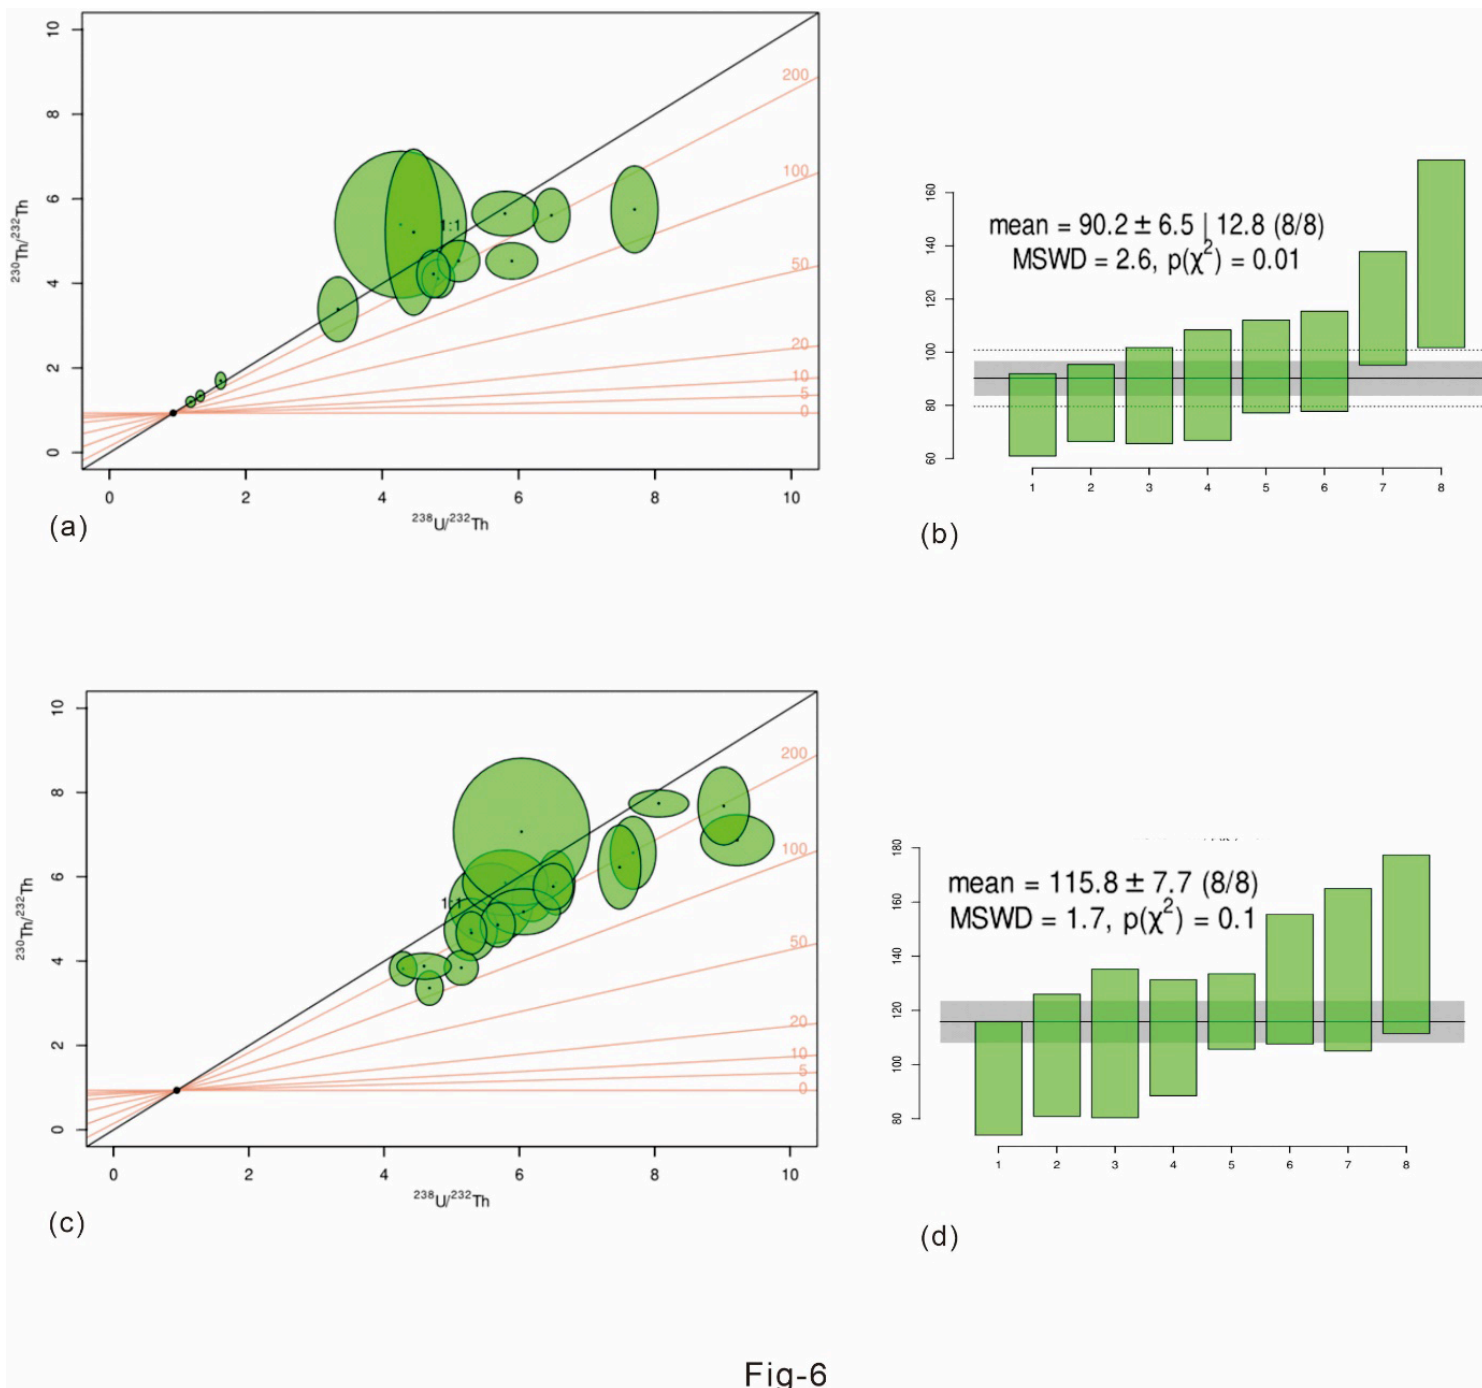 10
8
6
4
2
0
²³⁰Th/²³²Th
200
100
50
20
10
5
0
1:1
0 2 4 6 8 10
²³⁸U/²³²Th
(a)
160
140
120
100
80
60
mean = 90.2 ± 6.5 | 12.8 (8/8)
MSWD = 2.6, p(χ²) = 0.01
1 2 3 4 5 6 7 8
(b)
10
8
6
4
2
0
²³⁰Th/²³²Th
200
100
50
20
10
5
0
1:1
0 2 4 6 8 10
²³⁸U/²³²Th
(c)
180
160
140
120
100
80
mean = 115.8 ± 7.7 (8/8)
MSWD = 1.7, p(χ²) = 0.1
1 2 3 4 5 6 7 8
(d)
Fig-6